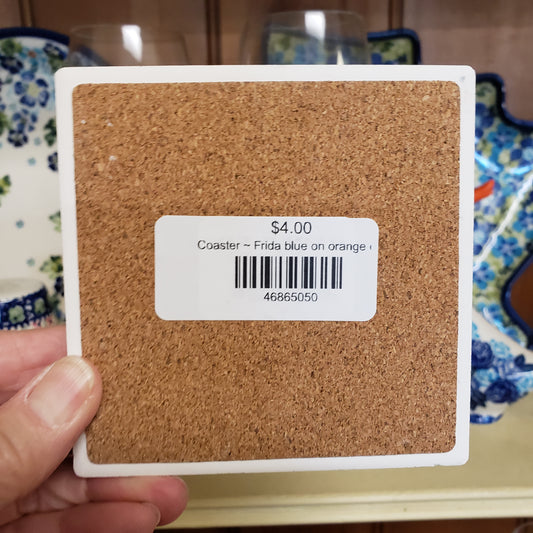 $4.00
Coaster ~ Frida blue on orange
46865050